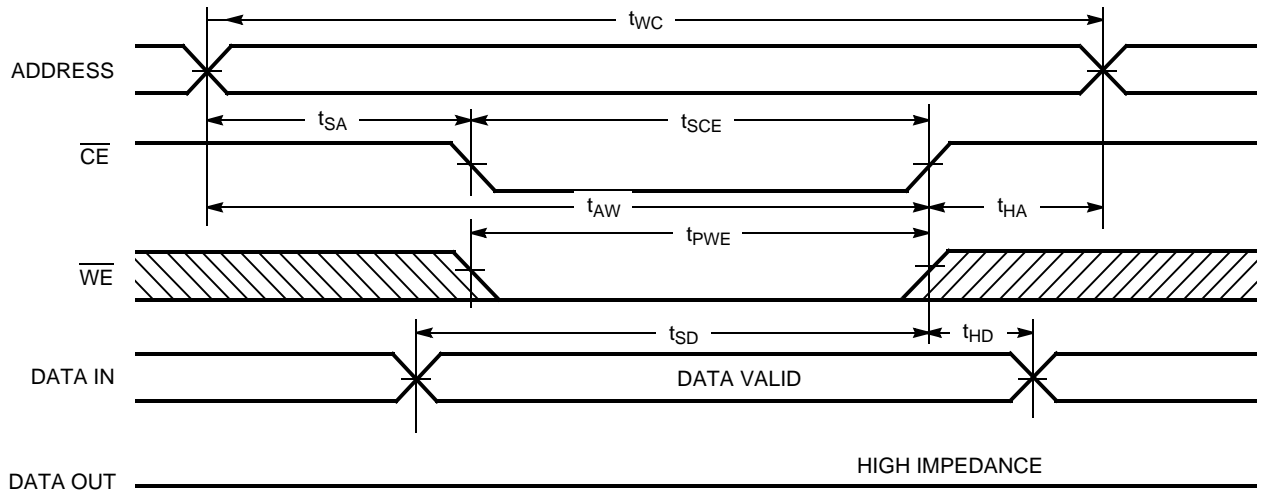 tWC
ADDRESS
tSA
tSCE
CE
tAW
tHA
tPWE
WE
tSD
tHD
DATA IN
DATA VALID
HIGH IMPEDANCE
DATA OUT